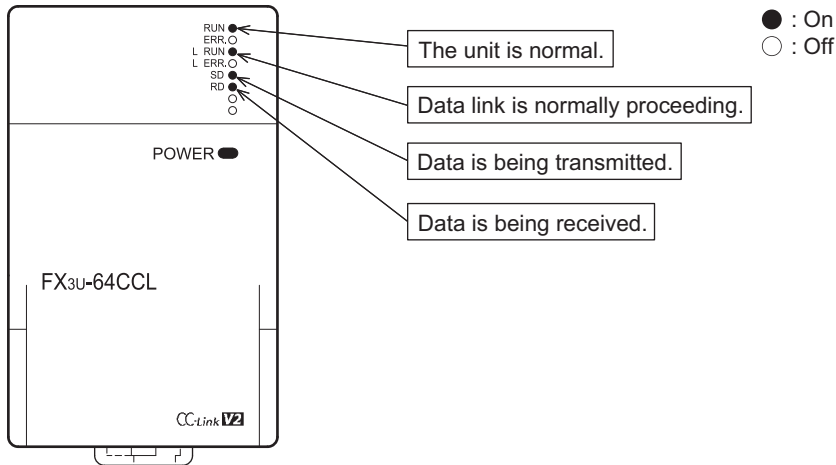 RUN
ERR.
L RUN
L ERR.
SD
RD
POWER
FX3U-64CCL
CC-Link V2
The unit is normal.
Data link is normally proceeding.
Data is being transmitted.
Data is being received.
: On
: Off